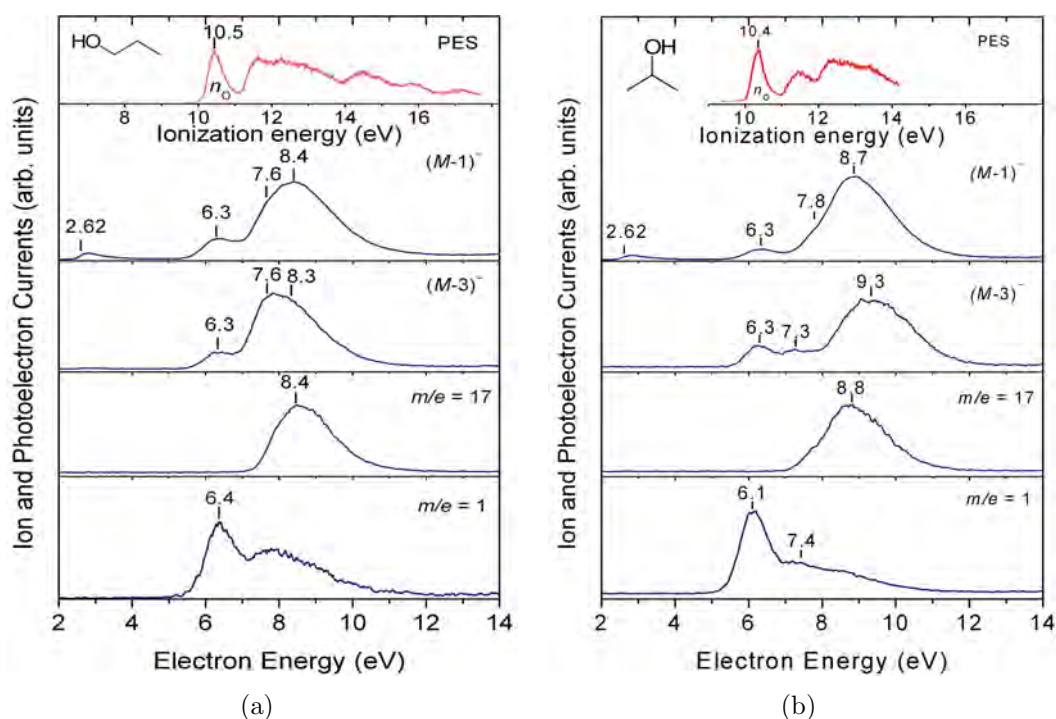 HO
10.5
PES
n_O
8 10 12 14 16
Ionization energy (eV)
(M-1)⁻
8.4
7.6
6.3
2.62
(M-3)⁻
7.6 8.3
6.3
m/e = 17
8.4
m/e = 1
6.4
2 4 6 8 10 12 14
Electron Energy (eV)
Ion and Photoelectron Currents (arb. units)
(a)
OH
10.4
PES
n_O
10 12 14 16
Ionization energy (eV)
(M-1)⁻
8.7
7.8
6.3
2.62
(M-3)⁻
9.3
6.3 7.3
m/e = 17
8.8
m/e = 1
6.1
7.4
2 4 6 8 10 12 14
Electron Energy (eV)
Ion and Photoelectron Currents (arb. units)
(b)